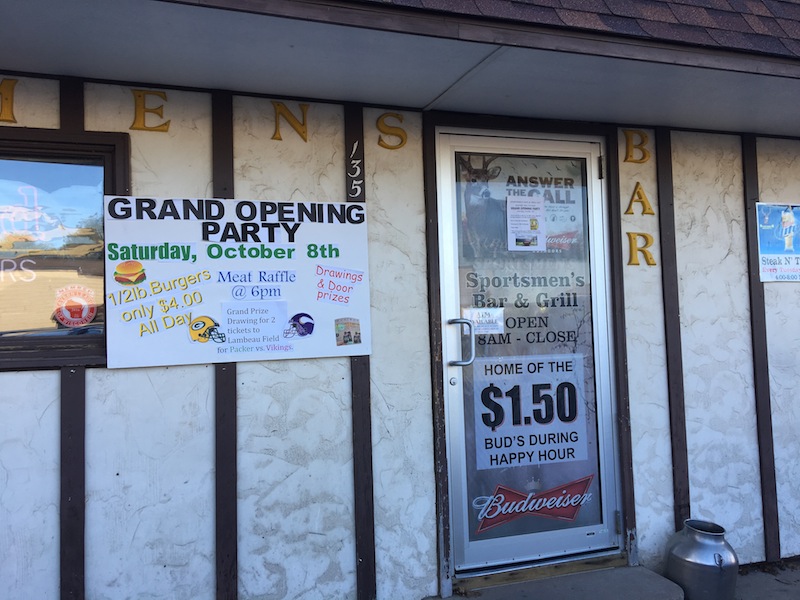 MENS
135
BAR
GRAND OPENING
PARTY
Saturday, October 8th
1/2lb. Burgers
only $4.00
All Day
Meat Raffle
@ 6pm
Drawings
& Door
prizes
Grand Prize
Drawing for 2
tickets to
Lambeau Field
for Packer vs. Vikings.
ANSWER
THE CALL
Budweiser
Sportsmen's
Bar & Grill
OPEN
8AM - CLOSE
HOME OF THE
$1.50
BUD'S DURING
HAPPY HOUR
Budweiser
Steak N' T